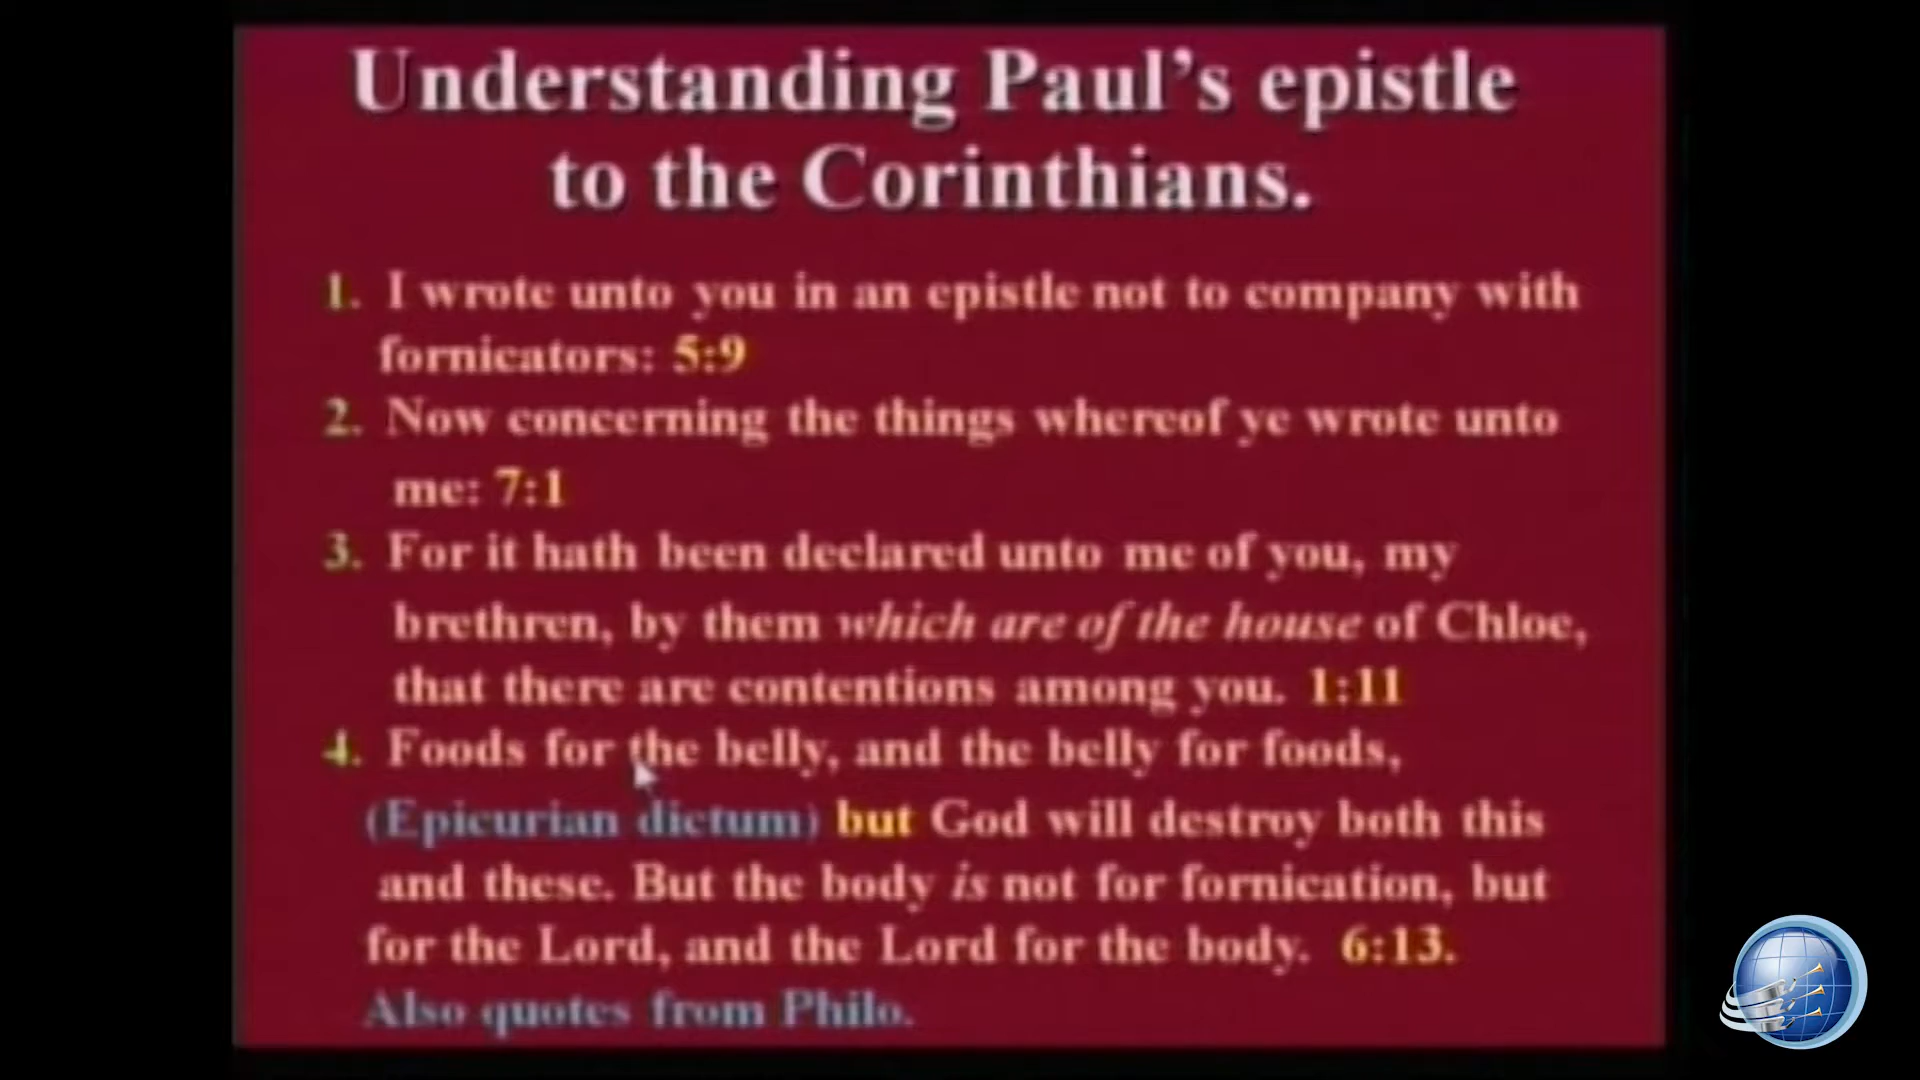 Understanding Paul's epistle
to the Corinthians.
1. I wrote unto you in an epistle not to company with
fornicators: 5:9
2. Now concerning the things whereof ye wrote unto
me: 7:1
3. For it hath been declared unto me of you, my
brethren, by them which are of the house of Chloe,
that there are contentions among you. 1:11
4. Foods for the belly, and the belly for foods,
(Epicurian dictum) but God will destroy both this
and these. But the body is not for fornication, but
for the Lord, and the Lord for the body. 6:13.
Also quotes from Philo.